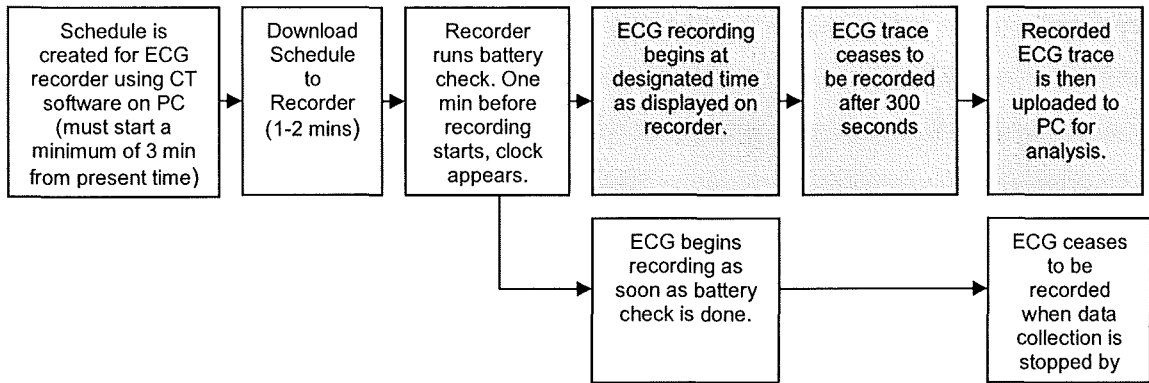 Schedule is
created for ECG
recorder using CT
software on PC
(must start a
minimum of 3 min
from present time)
Download
Schedule
to
Recorder
(1-2 mins)
Recorder
runs battery
check. One
min before
recording
starts, clock
appears.
ECG recording
begins at
designated time
as displayed on
recorder.
ECG trace
ceases to
be recorded
after 300
seconds
Recorded
ECG trace
is then
uploaded to
PC for
analysis.
ECG begins
recording as
soon as battery
check is done.
ECG ceases
to be
recorded
when data
collection is
stopped by